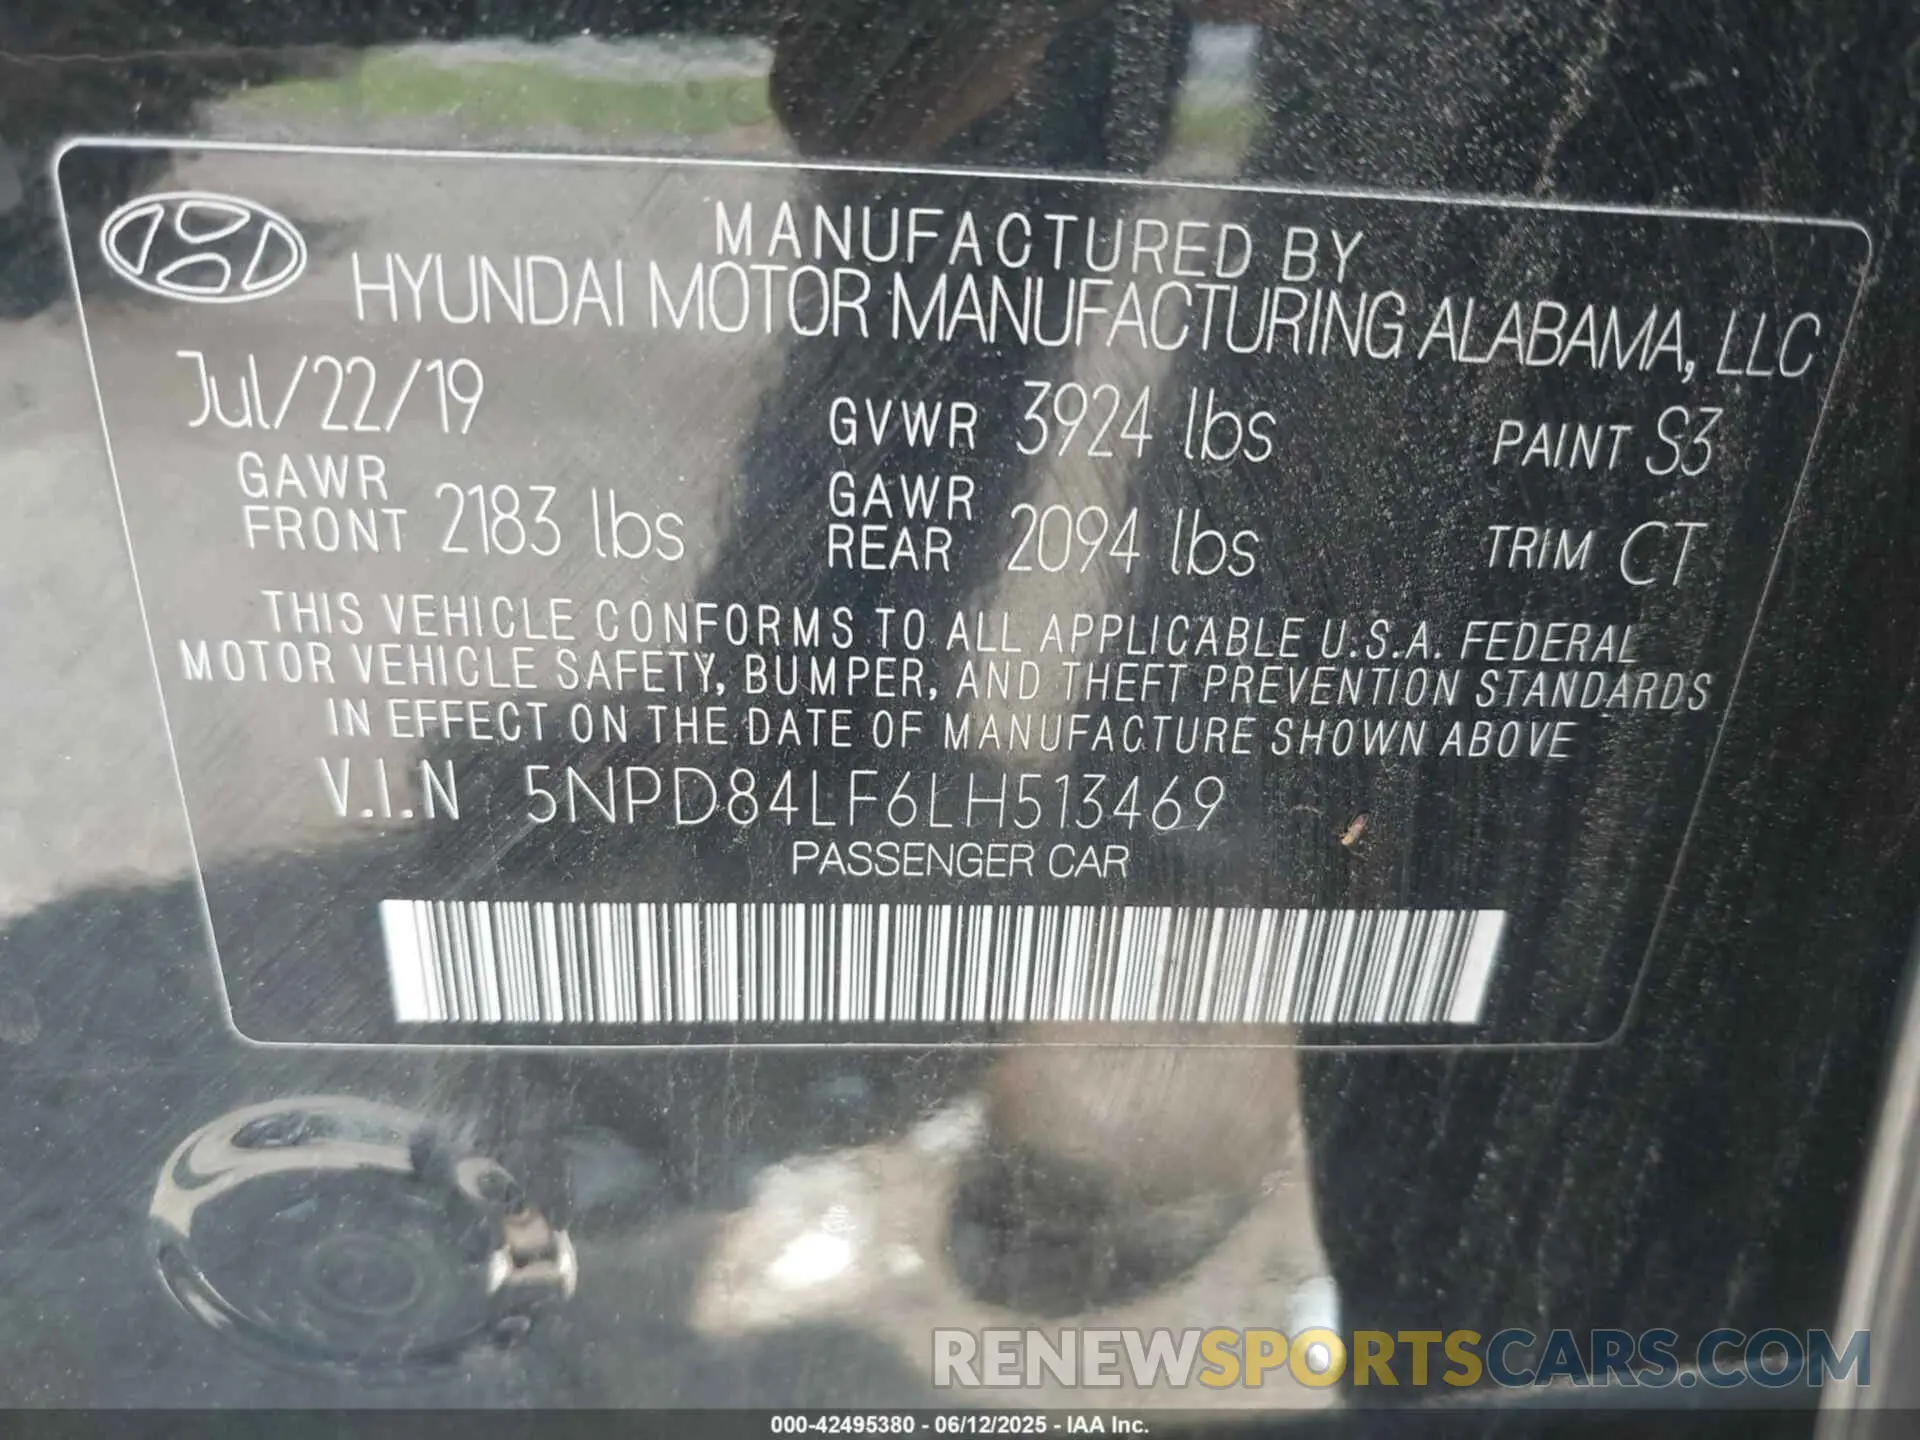 MANUFACTURED BY
HYUNDAI MOTOR MANUFACTURING ALABAMA, LLC
Jul/22/19 GVWR 3924 lbs PAINT S3
GAWR FRONT 2183 lbs GAWR REAR 2094 lbs TRIM CT
THIS VEHICLE CONFORMS TO ALL APPLICABLE U.S.A. FEDERAL
MOTOR VEHICLE SAFETY, BUMPER, AND THEFT PREVENTION STANDARDS
IN EFFECT ON THE DATE OF MANUFACTURE SHOWN ABOVE
V.I.N 5NPD84LF6LH513469
PASSENGER CAR
RENEWSPORTSCARS.COM
000-42495380 - 06/12/2025 - IAA Inc.